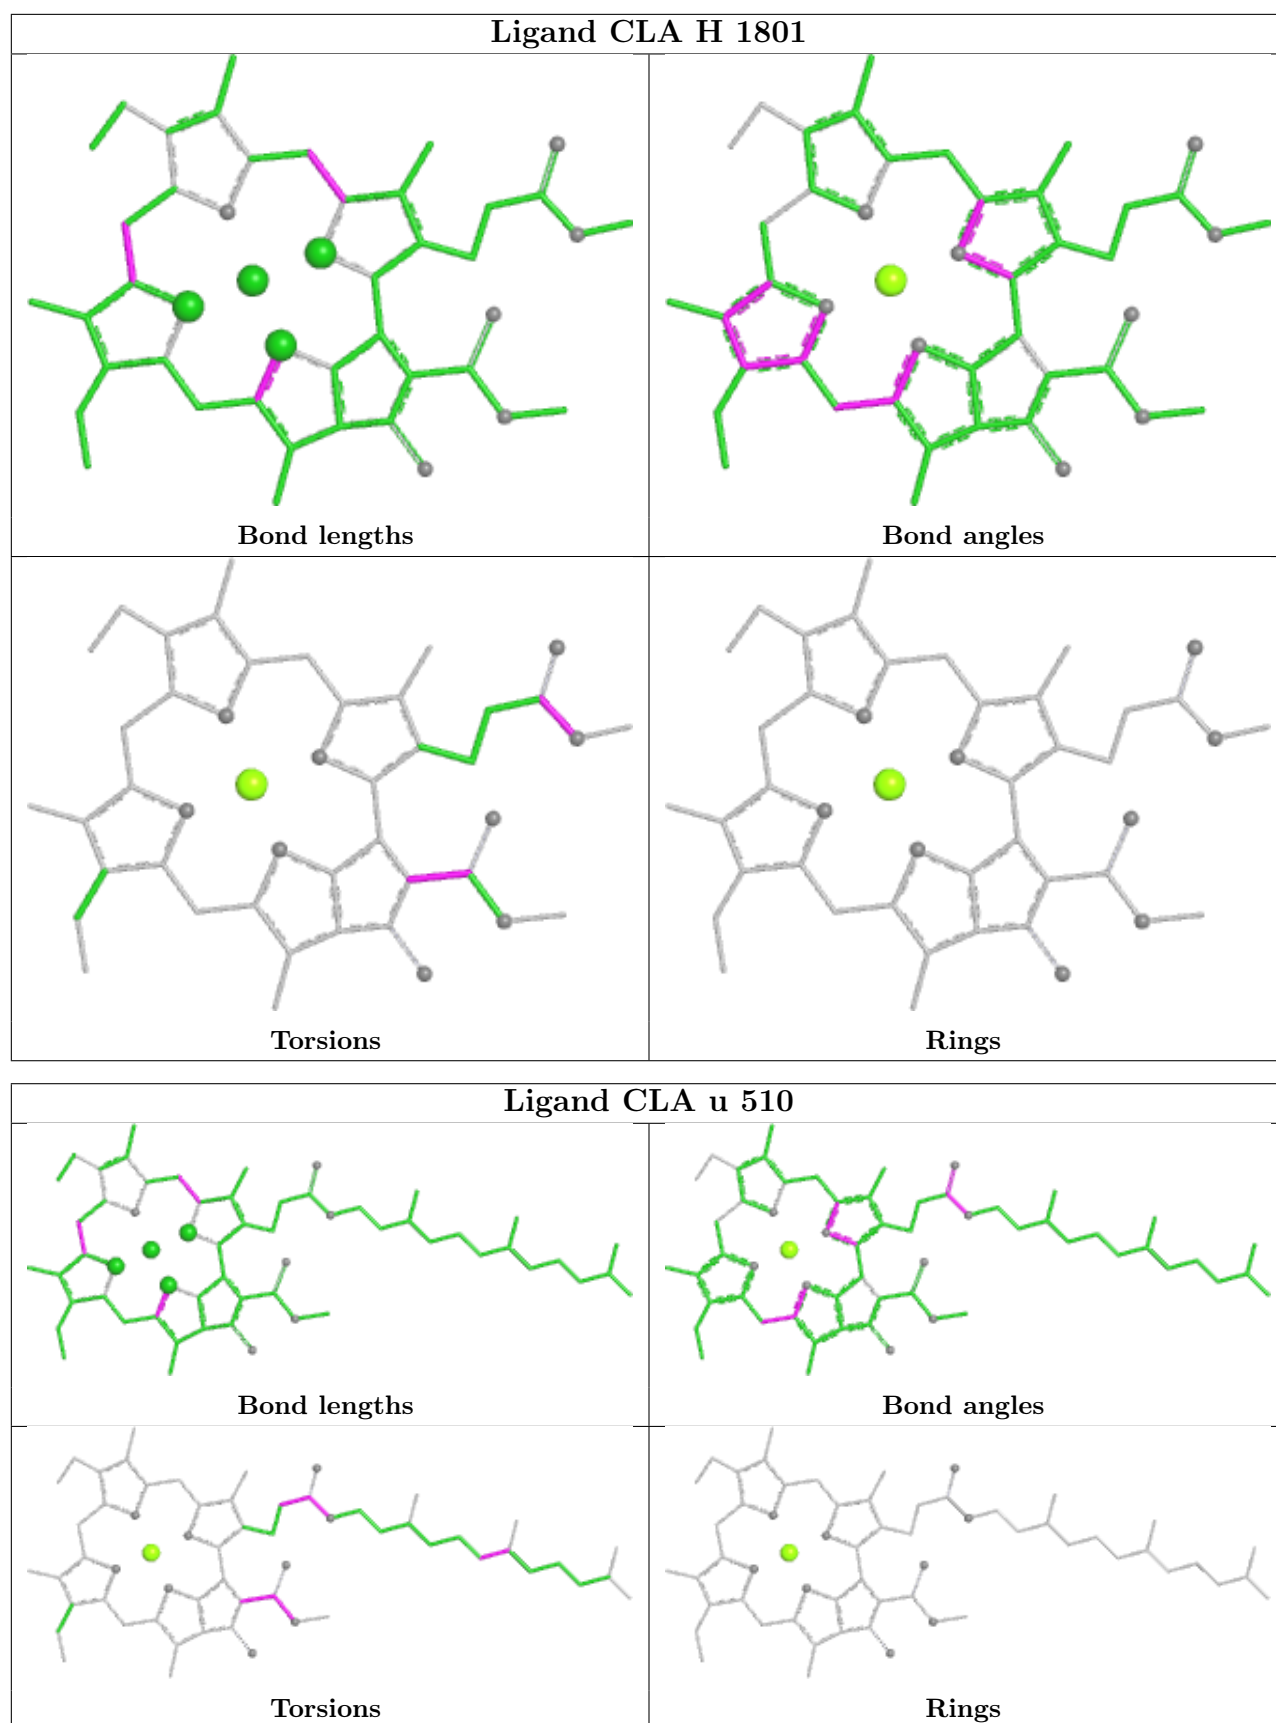 Ligand CLA H 1801
Bond lengths
Bond angles
Torsions
Rings
Ligand CLA u 510
Bond lengths
Bond angles
Torsions
Rings